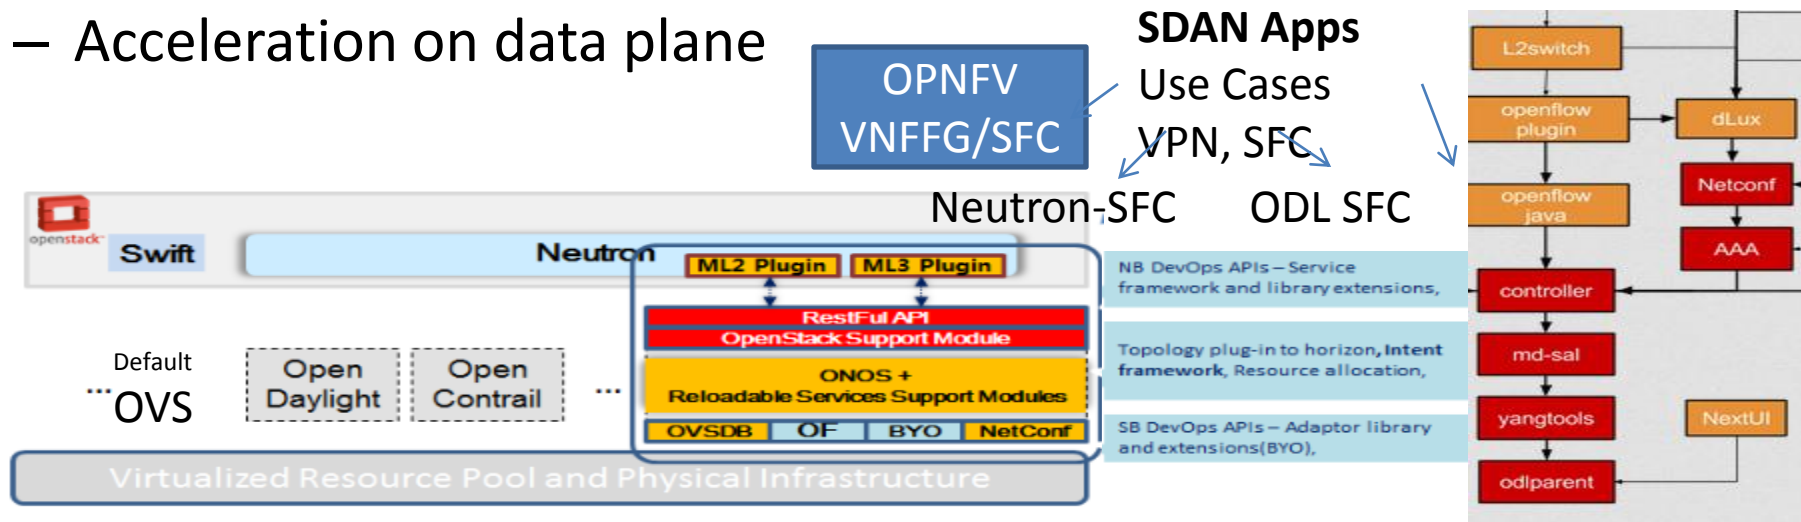 – Acceleration on data plane
OPNFV
VNFFG/SFC
SDAN Apps
Use Cases
VPN, SFC
Neutron-SFC
ODL SFC
openstack
Swift
Neutron
ML2 Plugin
ML3 Plugin
RestFul API
OpenStack Support Module
ONOS +
Reloadable Services Support Modules
OVSDB
OF
BYO
NetConf
...
Default
OVS
Open
Daylight
Open
Contrail
...
Virtualized Resource Pool and Physical Infrastructure
NB DevOps APIs – Service
framework and library extensions,
Topology plug-in to horizon, Intent
framework, Resource allocation,
SB DevOps APIs – Adaptor library
and extensions(BYO),
L2switch
openflow
plugin
dLux
openflow
java
Netconf
AAA
controller
md-sal
yangtools
NextUI
odlparent